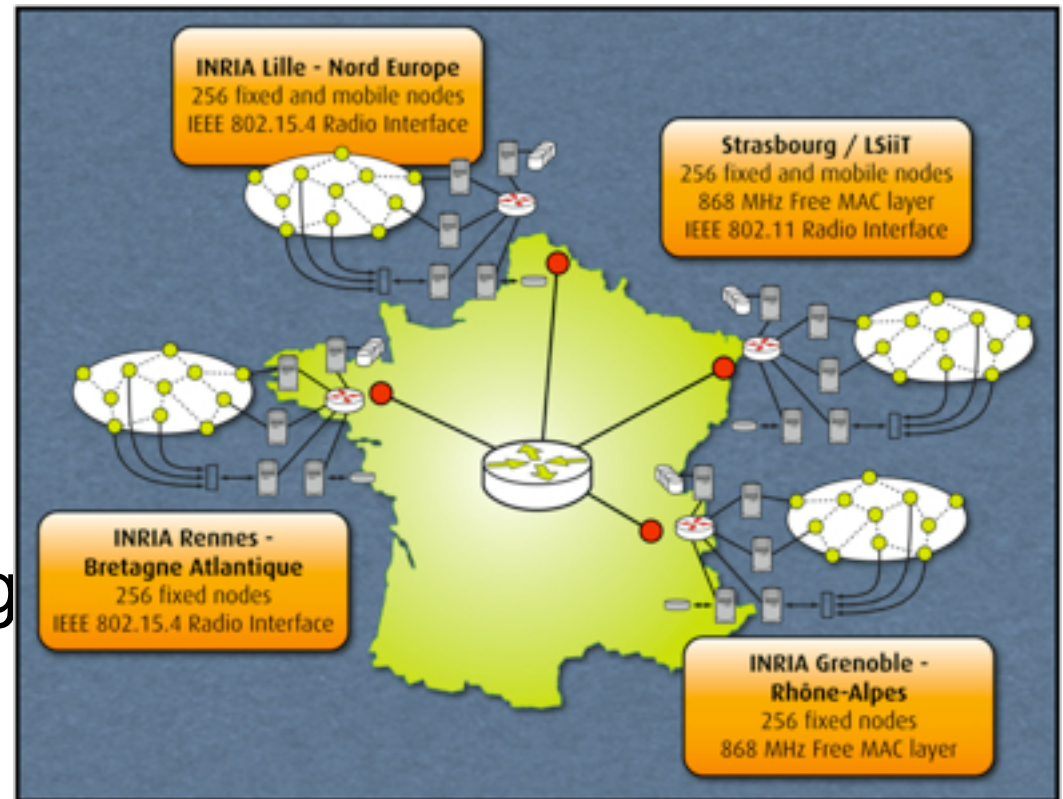 INRIA Lille - Nord Europe
256 fixed and mobile nodes
IEEE 802.15.4 Radio Interface
Strasbourg / LSiiT
256 fixed and mobile nodes
868 MHz Free MAC layer
IEEE 802.11 Radio Interface
g
INRIA Rennes -
Bretagne Atlantique
256 fixed nodes
IEEE 802.15.4 Radio Interface
INRIA Grenoble -
Rhône-Alpes
256 fixed nodes
868 MHz Free MAC layer